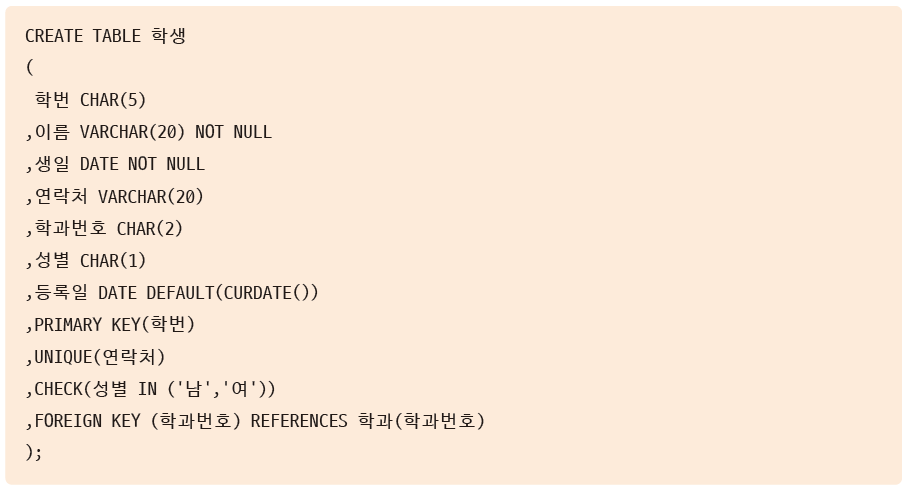 CREATE TABLE 학생
(
 학번 CHAR(5)
,이름 VARCHAR(20) NOT NULL
,생일 DATE NOT NULL
,연락처 VARCHAR(20)
,학과번호 CHAR(2)
,성별 CHAR(1)
,등록일 DATE DEFAULT(CURDATE())
,PRIMARY KEY(학번)
,UNIQUE(연락처)
,CHECK(성별 IN ('남','여'))
,FOREIGN KEY (학과번호) REFERENCES 학과(학과번호)
);